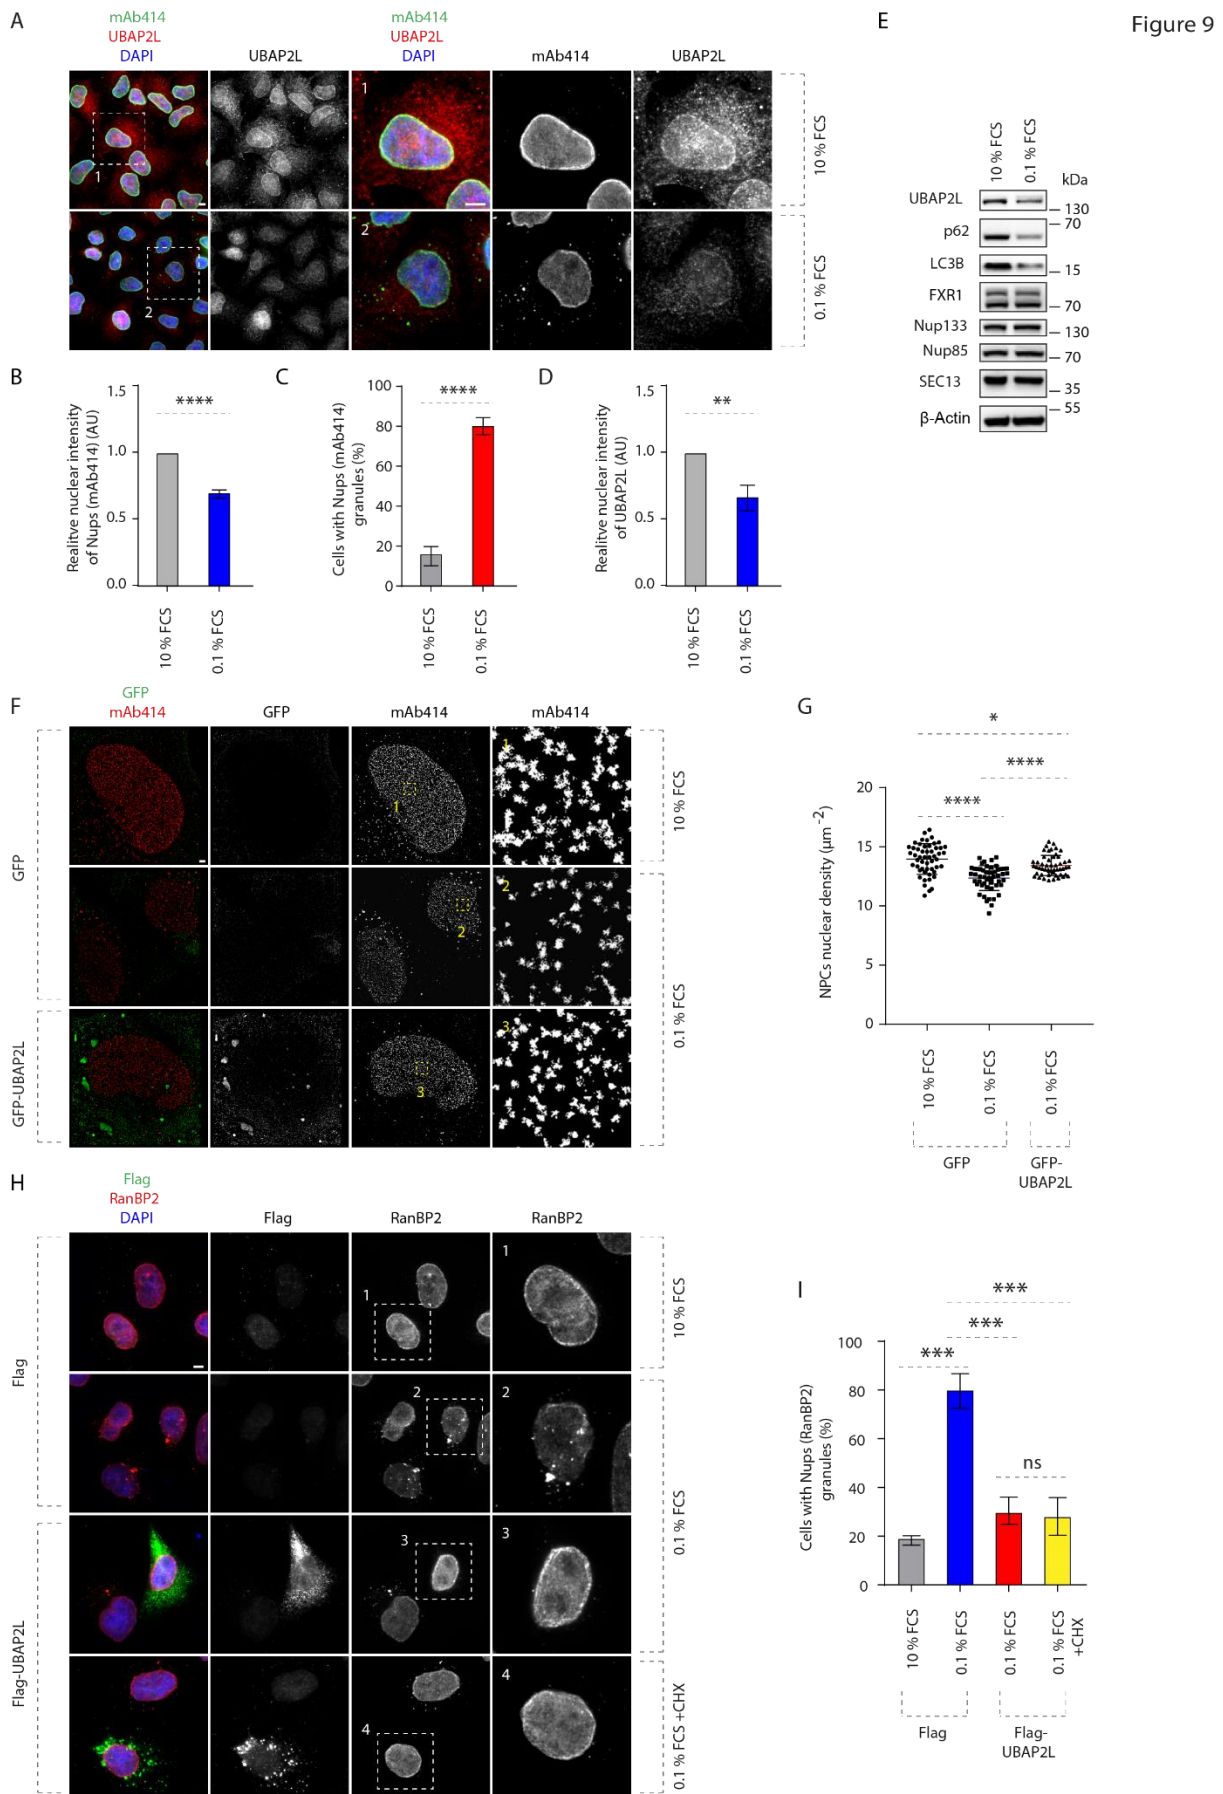 Figure 9
A
mAb414
UBAP2L
DAPI
UBAP2L
mAb414
UBAP2L
DAPI
mAb414
UBAP2L
1
1
10 % FCS
2
2
0.1 % FCS
B
Realitve nuclear intensity
of Nups (mAb414) (AU)
1.5
1.0
0.5
0.0
****
10 % FCS
0.1 % FCS
C
Cells with Nups (mAb414)
granules (%)
100
80
60
40
20
0
****
10 % FCS
0.1 % FCS
D
Realitve nuclear intensity
of UBAP2L (AU)
1.5
1.0
0.5
0.0
**
10 % FCS
0.1 % FCS
E
10 % FCS
0.1 % FCS
kDa
UBAP2L
130
70
p62
LC3B
15
FXR1
70
Nup133
130
Nup85
70
SEC13
35
55
β-Actin
F
GFP
mAb414
GFP
mAb414
mAb414
GFP
GFP-UBAP2L
1
1
2
2
3
3
10 % FCS
0.1 % FCS
G
NPCs nuclear density (μm⁻²)
20
15
10
5
0
*
****
****
10 % FCS
0.1 % FCS
0.1 % FCS
GFP
GFP-
UBAP2L
H
Flag
RanBP2
DAPI
Flag
RanBP2
RanBP2
Flag
Flag-UBAP2L
1
1
2
2
3
3
4
4
10 % FCS
0.1 % FCS
0.1 % FCS +CHX
I
Cells with Nups (RanBP2)
granules (%)
100
80
60
40
20
0
***
***
***
ns
10 % FCS
0.1 % FCS
0.1 % FCS
0.1 % FCS
+CHX
Flag
Flag-
UBAP2L